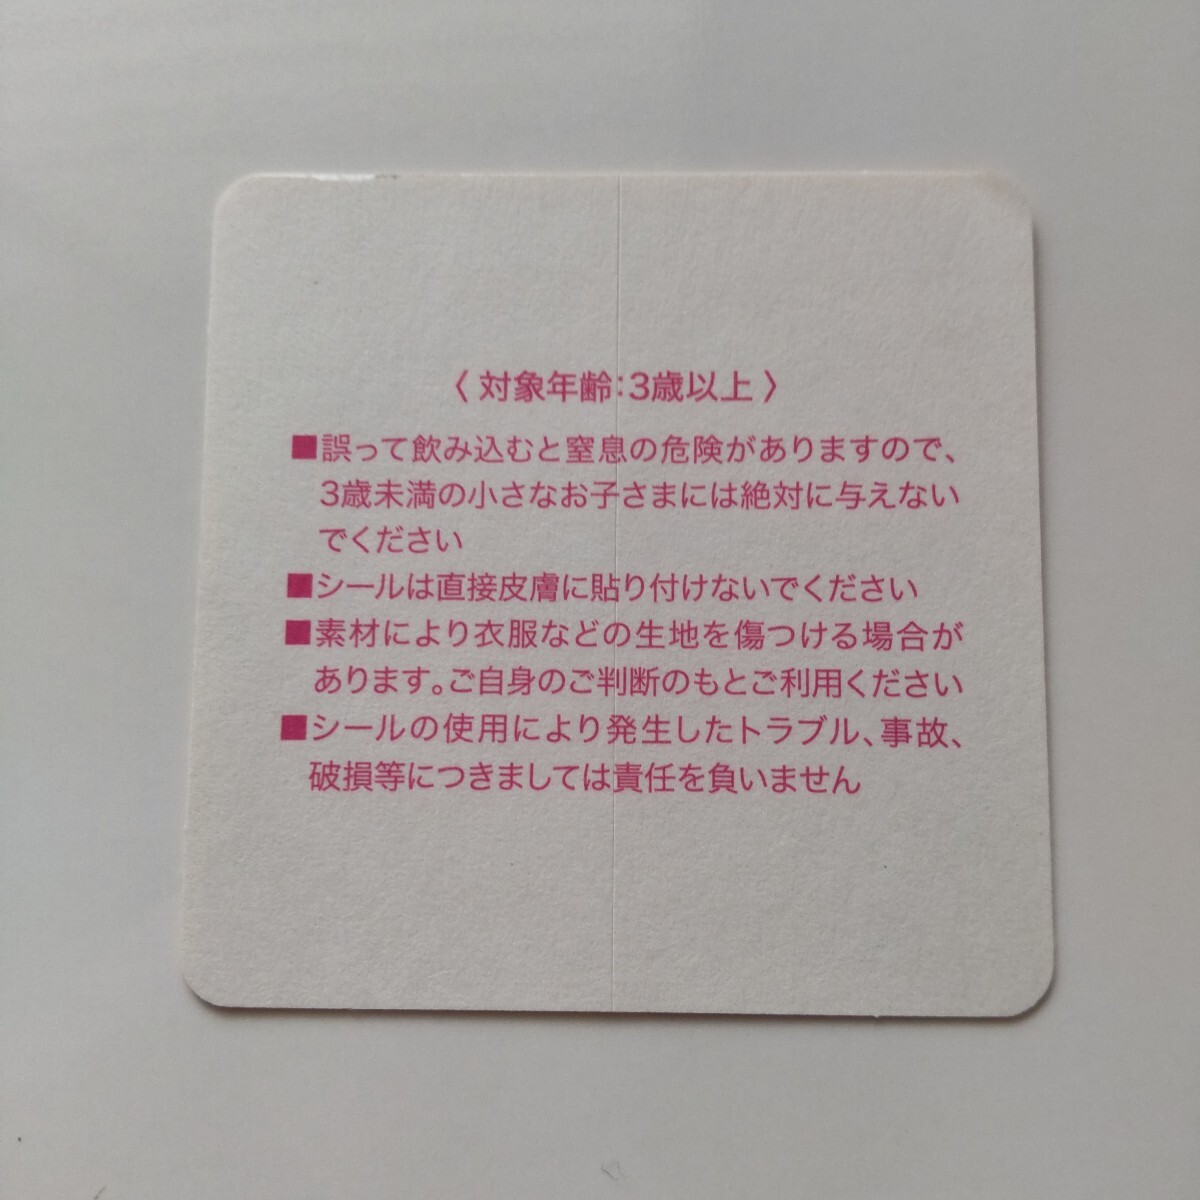 〈 対象年齢:3歳以上 〉
■誤って飲み込むと窒息の危険がありますので、
3歳未満の小さなお子さまには絶対に与えない
でください
■シールは直接皮膚に貼り付けないでください
■素材により衣服などの生地を傷つける場合が
あります。ご自身のご判断のもとご利用ください
■シールの使用により発生したトラブル、事故、
破損等につきましては責任を負いません